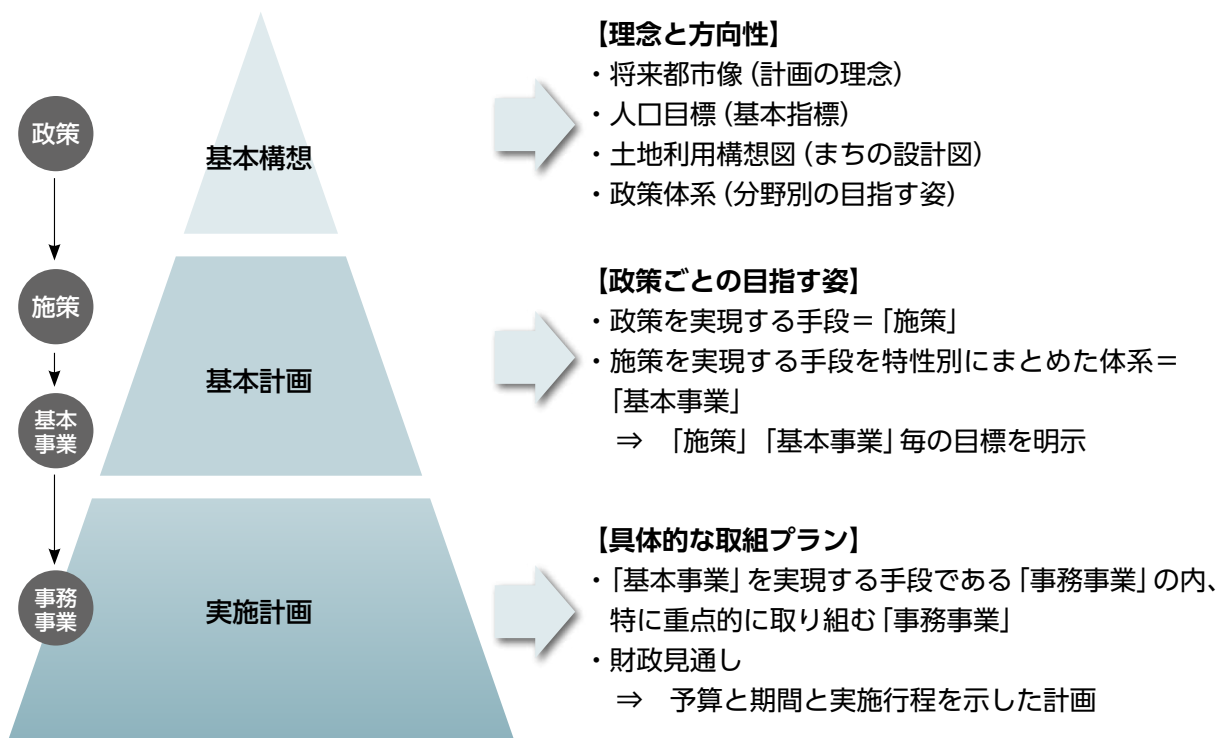 政策
施策
基本
事業
事務
事業
基本構想
基本計画
実施計画
【理念と方向性】
・将来都市像（計画の理念）
・人口目標（基本指標）
・土地利用構想図（まちの設計図）
・政策体系（分野別の目指す姿）
【政策ごとの目指す姿】
・政策を実現する手段＝「施策」
・施策を実現する手段を特性別にまとめた体系＝
「基本事業」
⇒　「施策」「基本事業」毎の目標を明示
【具体的な取組プラン】
・「基本事業」を実現する手段である「事務事業」の内、
特に重点的に取り組む「事務事業」
・財政見通し
⇒　予算と期間と実施行程を示した計画